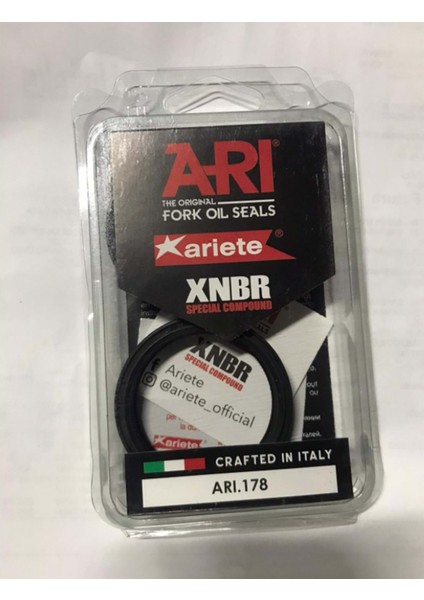 A-RI®
THE ORIGINAL
FORK OIL SEALS
ariete®
XNBR
SPECIAL COMPOUND
XNBR
SPECIAL COMPOUND
Ariete
@ariete_official
ariete
CRAFTED IN ITALY
ARI.178